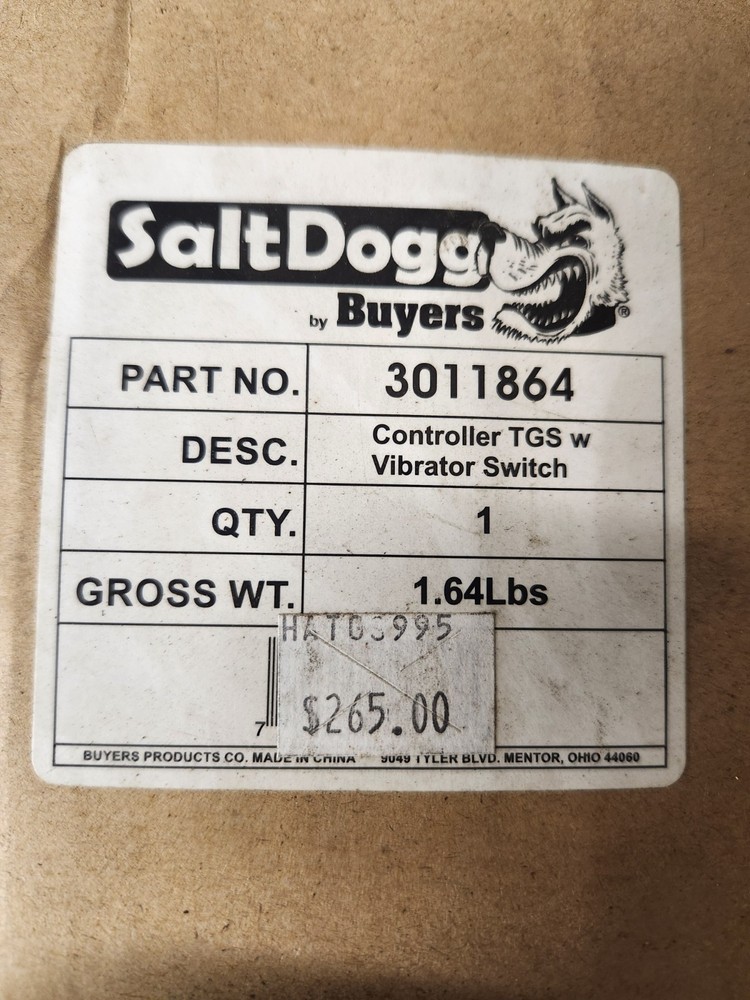 SaltDogg
by Buyers ®
PART NO. 3011864
DESC. Controller TGS w
Vibrator Switch
QTY. 1
GROSS WT. 1.64Lbs
7
$265.00
BUYERS PRODUCTS CO. MADE IN CHINA 9049 TYLER BLVD. MENTOR, OHIO 44060